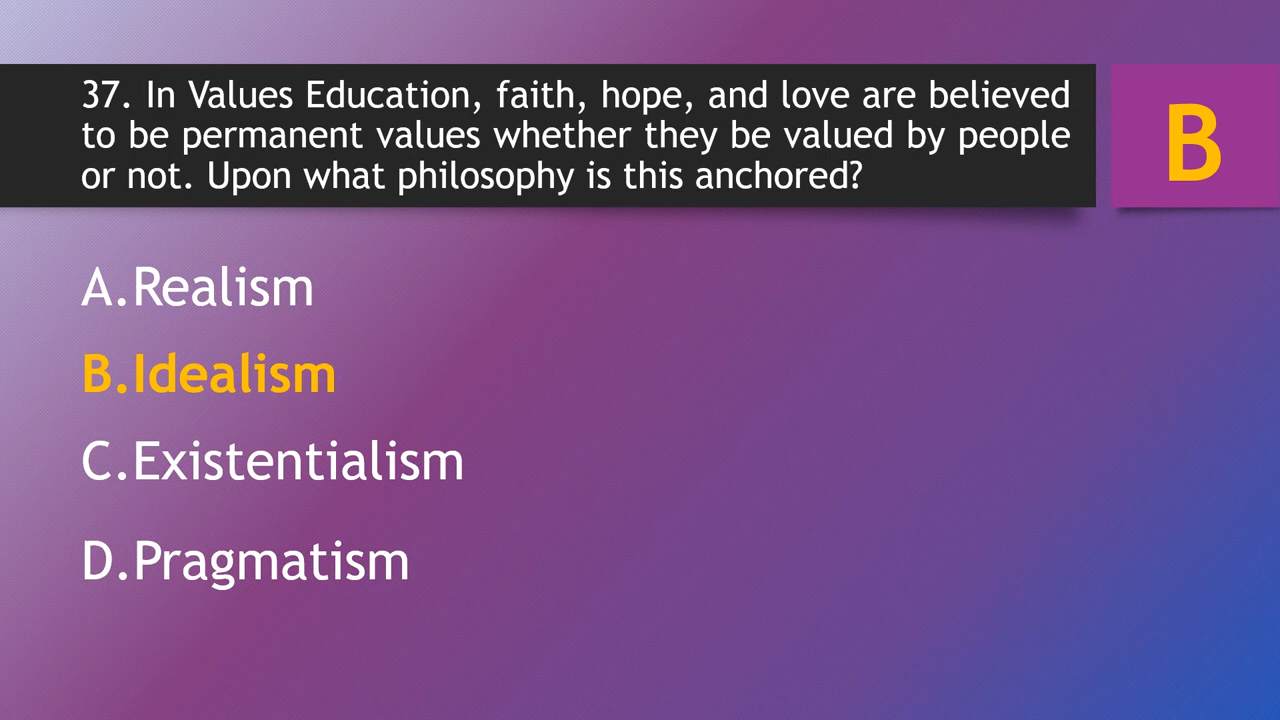 37. In Values Education, faith, hope, and love are believed
to be permanent values whether they be valued by people
or not. Upon what philosophy is this anchored?
B
A.Realism
B.Idealism
C.Existentialism
D.Pragmatism